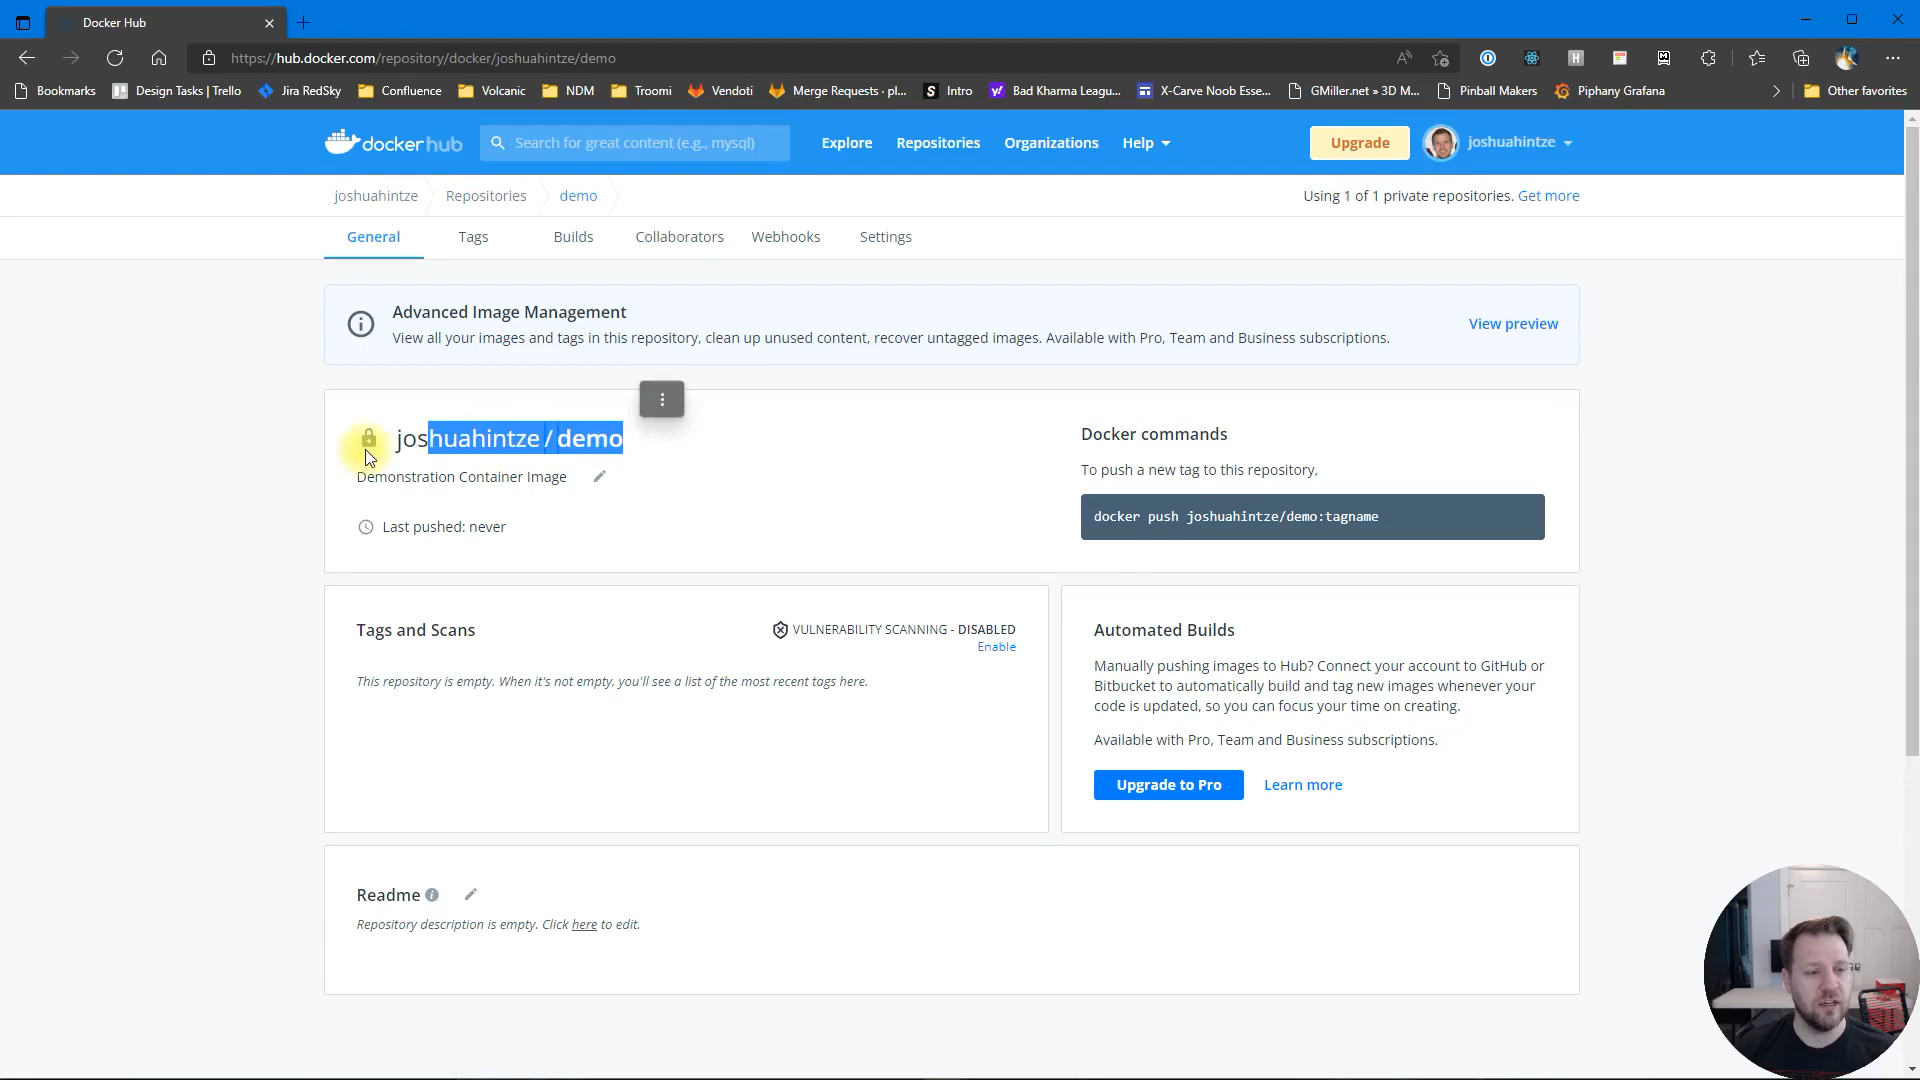 Docker Hub
https://hub.docker.com/repository/docker/joshuahintze/demo
Bookmarks Design Tasks | Trello Jira RedSky Confluence Volcanic NDM Troomi Vendoti Merge Requests · pl... Intro Bad Kharma Leagu... X-Carve Noob Esse... GMiller.net » 3D M... Pinball Makers Piphany Grafana Other favorites
dockerhub Search for great content (e.g., mysql) Explore Repositories Organizations Help Upgrade joshuahintze
joshuahintze Repositories demo Using 1 of 1 private repositories. Get more
General Tags Builds Collaborators Webhooks Settings
Advanced Image Management
View all your images and tags in this repository, clean up unused content, recover untagged images. Available with Pro, Team and Business subscriptions.
View preview
joshuahintze / demo
Demonstration Container Image
Last pushed: never
Docker commands
To push a new tag to this repository,
docker push joshuahintze/demo:tagname
Tags and Scans
VULNERABILITY SCANNING - DISABLED
Enable
This repository is empty. When it's not empty, you'll see a list of the most recent tags here.
Automated Builds
Manually pushing images to Hub? Connect your account to GitHub or
Bitbucket to automatically build and tag new images whenever your
code is updated, so you can focus your time on creating.
Available with Pro, Team and Business subscriptions.
Upgrade to Pro Learn more
Readme
Repository description is empty. Click here to edit.